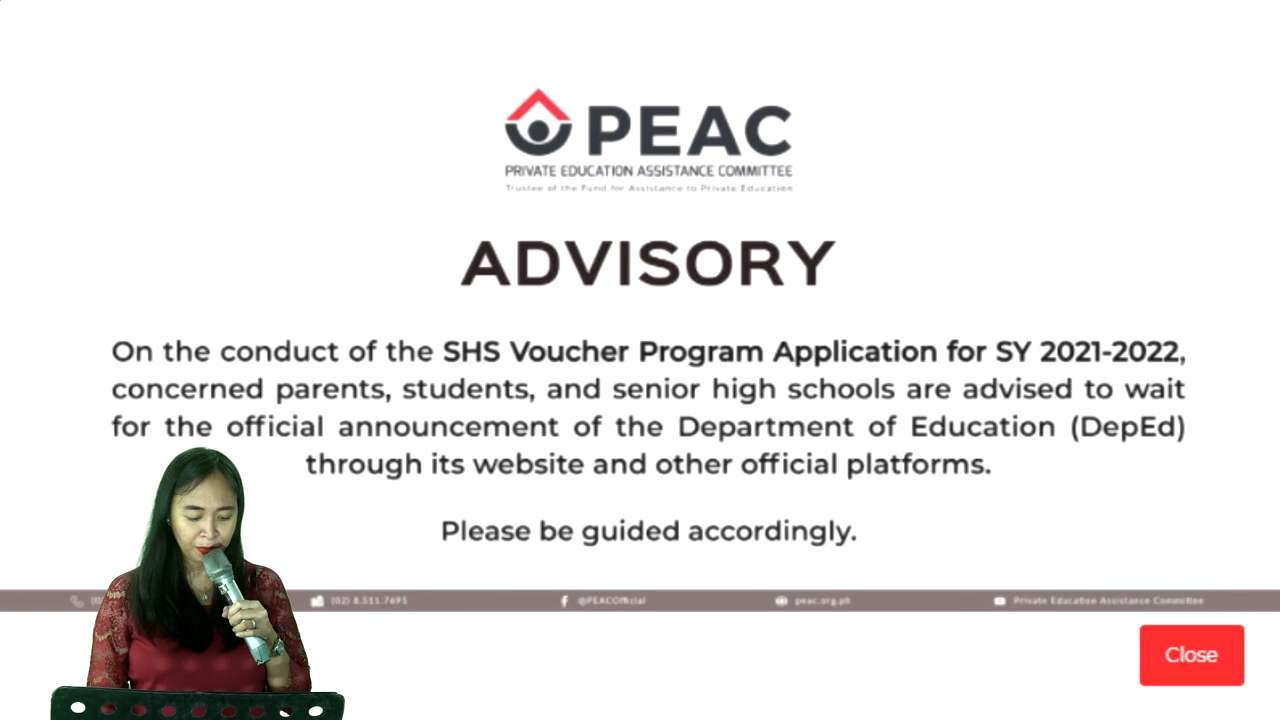 PEAC
PRIVATE EDUCATION ASSISTANCE COMMITTEE
Trustee of the Fund for Assistance to Private Education
ADVISORY
On the conduct of the SHS Voucher Program Application for SY 2021-2022,
concerned parents, students, and senior high schools are advised to wait
for the official announcement of the Department of Education (DepEd)
through its website and other official platforms.
Please be guided accordingly.
(02) 8.511.7695 @PEACOfficial peac.org.ph Private Education Assistance Committee
Close